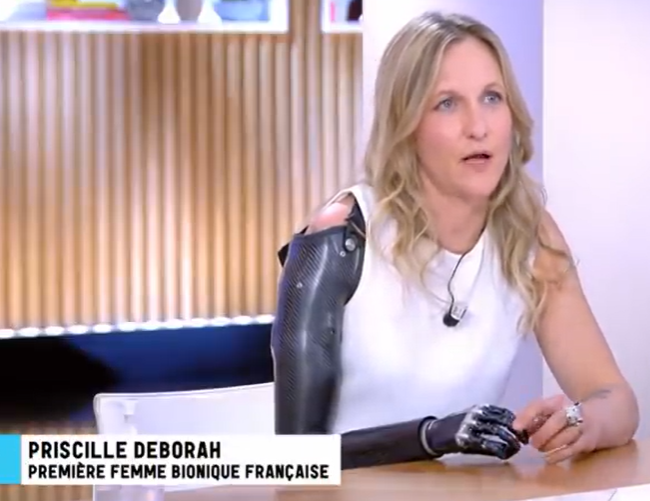 PRISCILLE DEBORAH
PREMIÈRE FEMME BIONIQUE FRANÇAISE